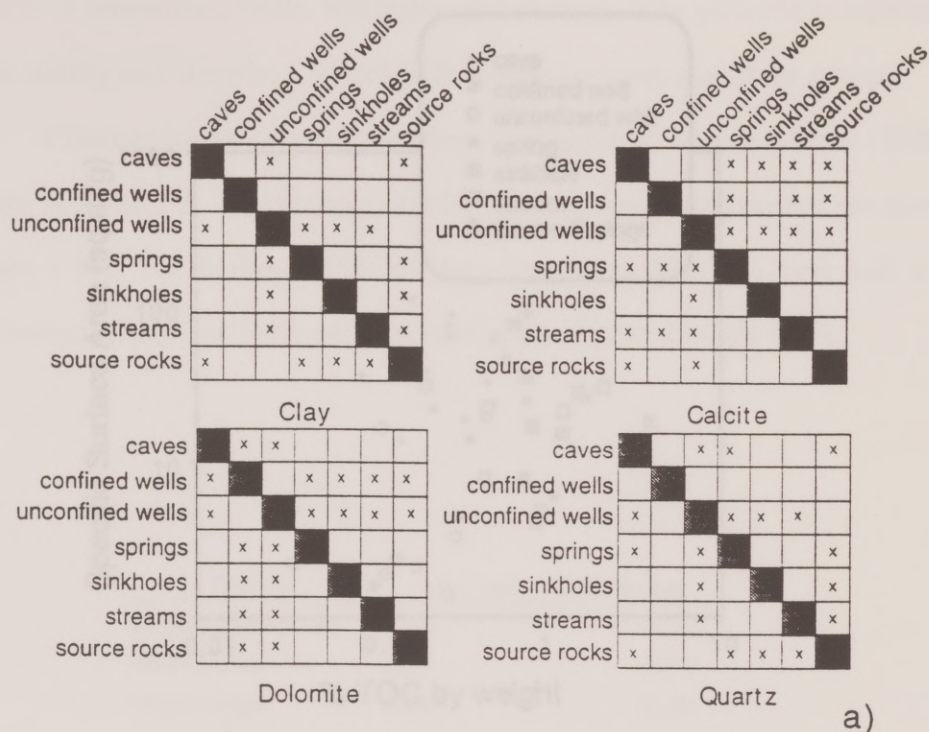 caves confined wells unconfined wells springs sinkholes streams source rocks
caves x x
confined wells
unconfined wells x x x x
springs x x
sinkholes x x
streams x x
source rocks x x x x
Clay
caves confined wells unconfined wells springs sinkholes streams source rocks
caves x x x x
confined wells x x x
unconfined wells x x x x
springs x x x
sinkholes x
streams x x x
source rocks x x
Calcite
caves x x
confined wells x x x x x
unconfined wells x x x x x
springs x x
sinkholes x x
streams x x
source rocks x x
Dolomite
caves x x x
confined wells
unconfined wells x x x x
springs x x x
sinkholes x x
streams x x
source rocks x x x x
Quartz
a)
TOC by weight